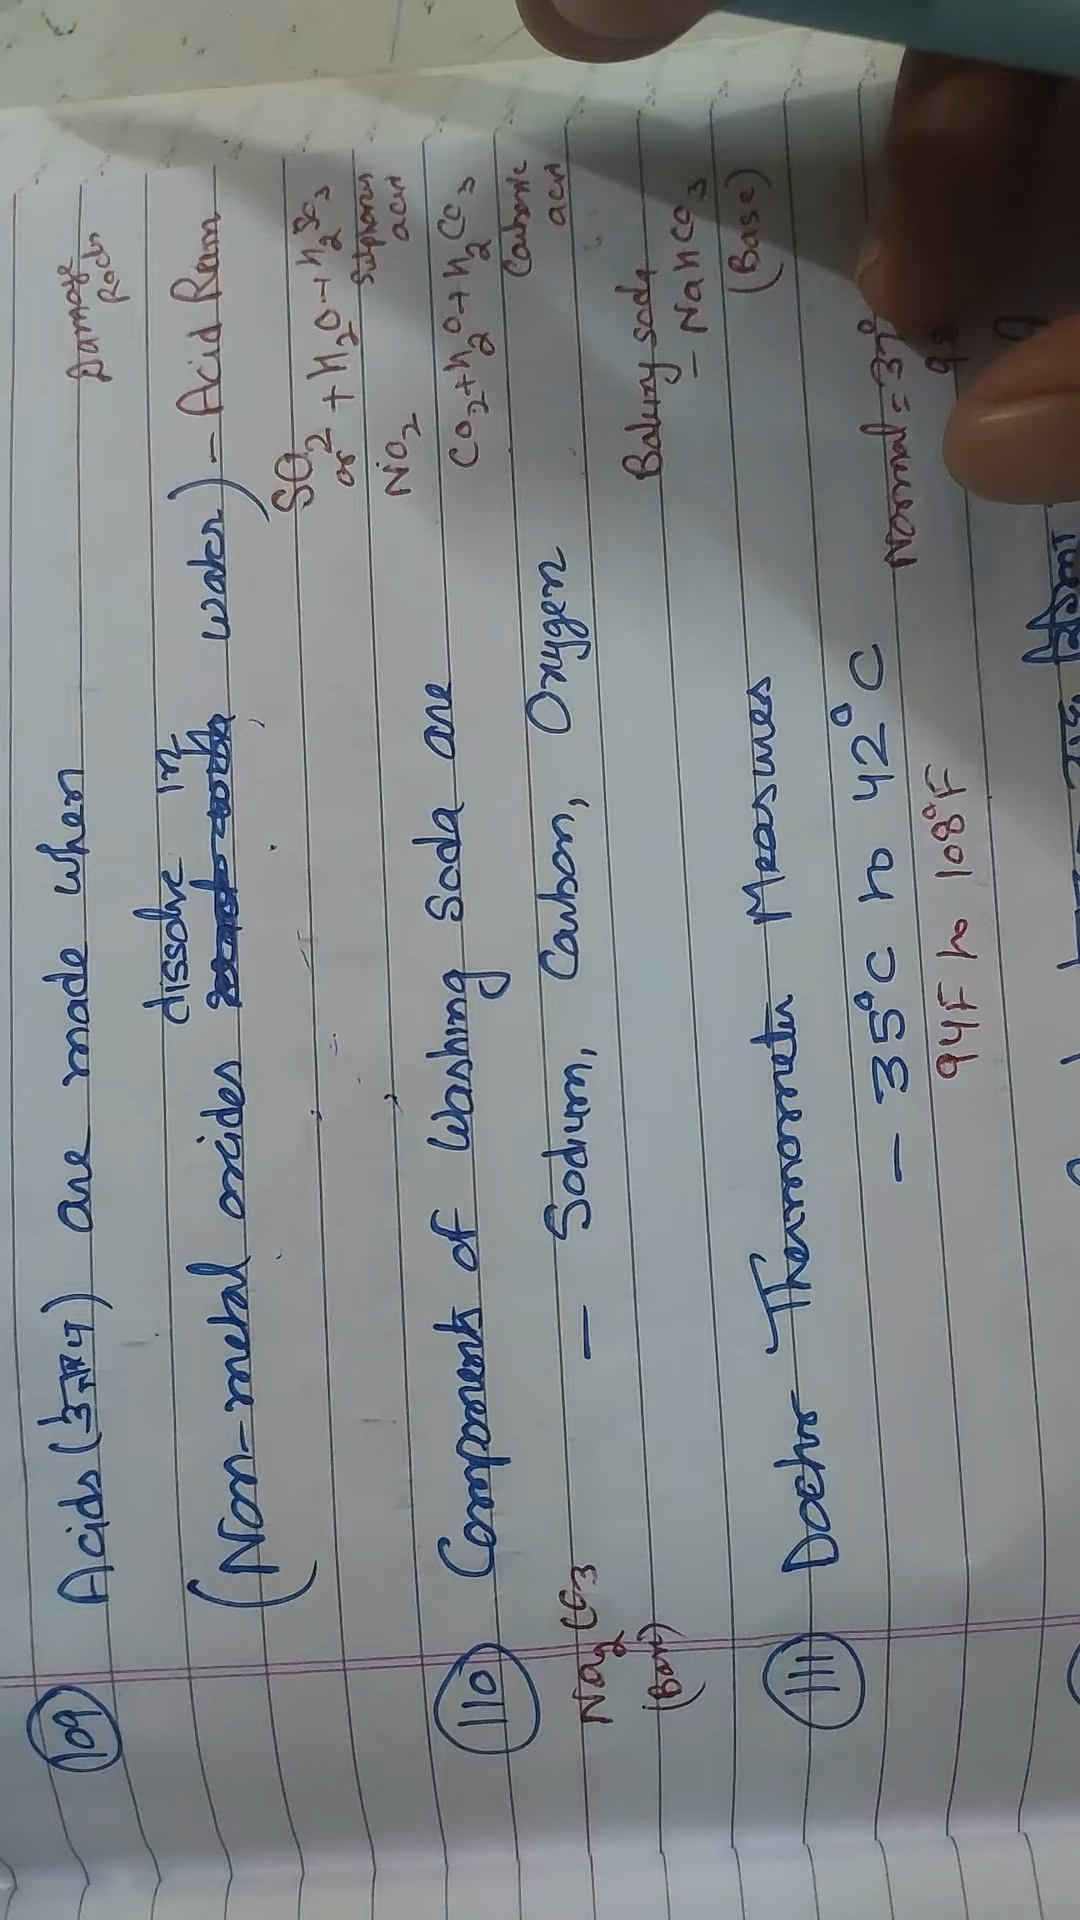 109 Acids (अम्ल) are made when
Damage
dissolve in
(Non-metal oxides water) - Acid Rain
SO2 + H2O → H2SO3
or
NO2
acid
CO2 + H2O → H2CO3
Carbonic
acid
110 Components of Washing Soda are
- Sodium, Carbon, Oxygen
Na2CO3
(Base)
Baking soda
- NaHCO3
(Base)
111 Doctor Thermometer Measures
- 35°C to 42°C
94F to 108°F
Normal = 37°